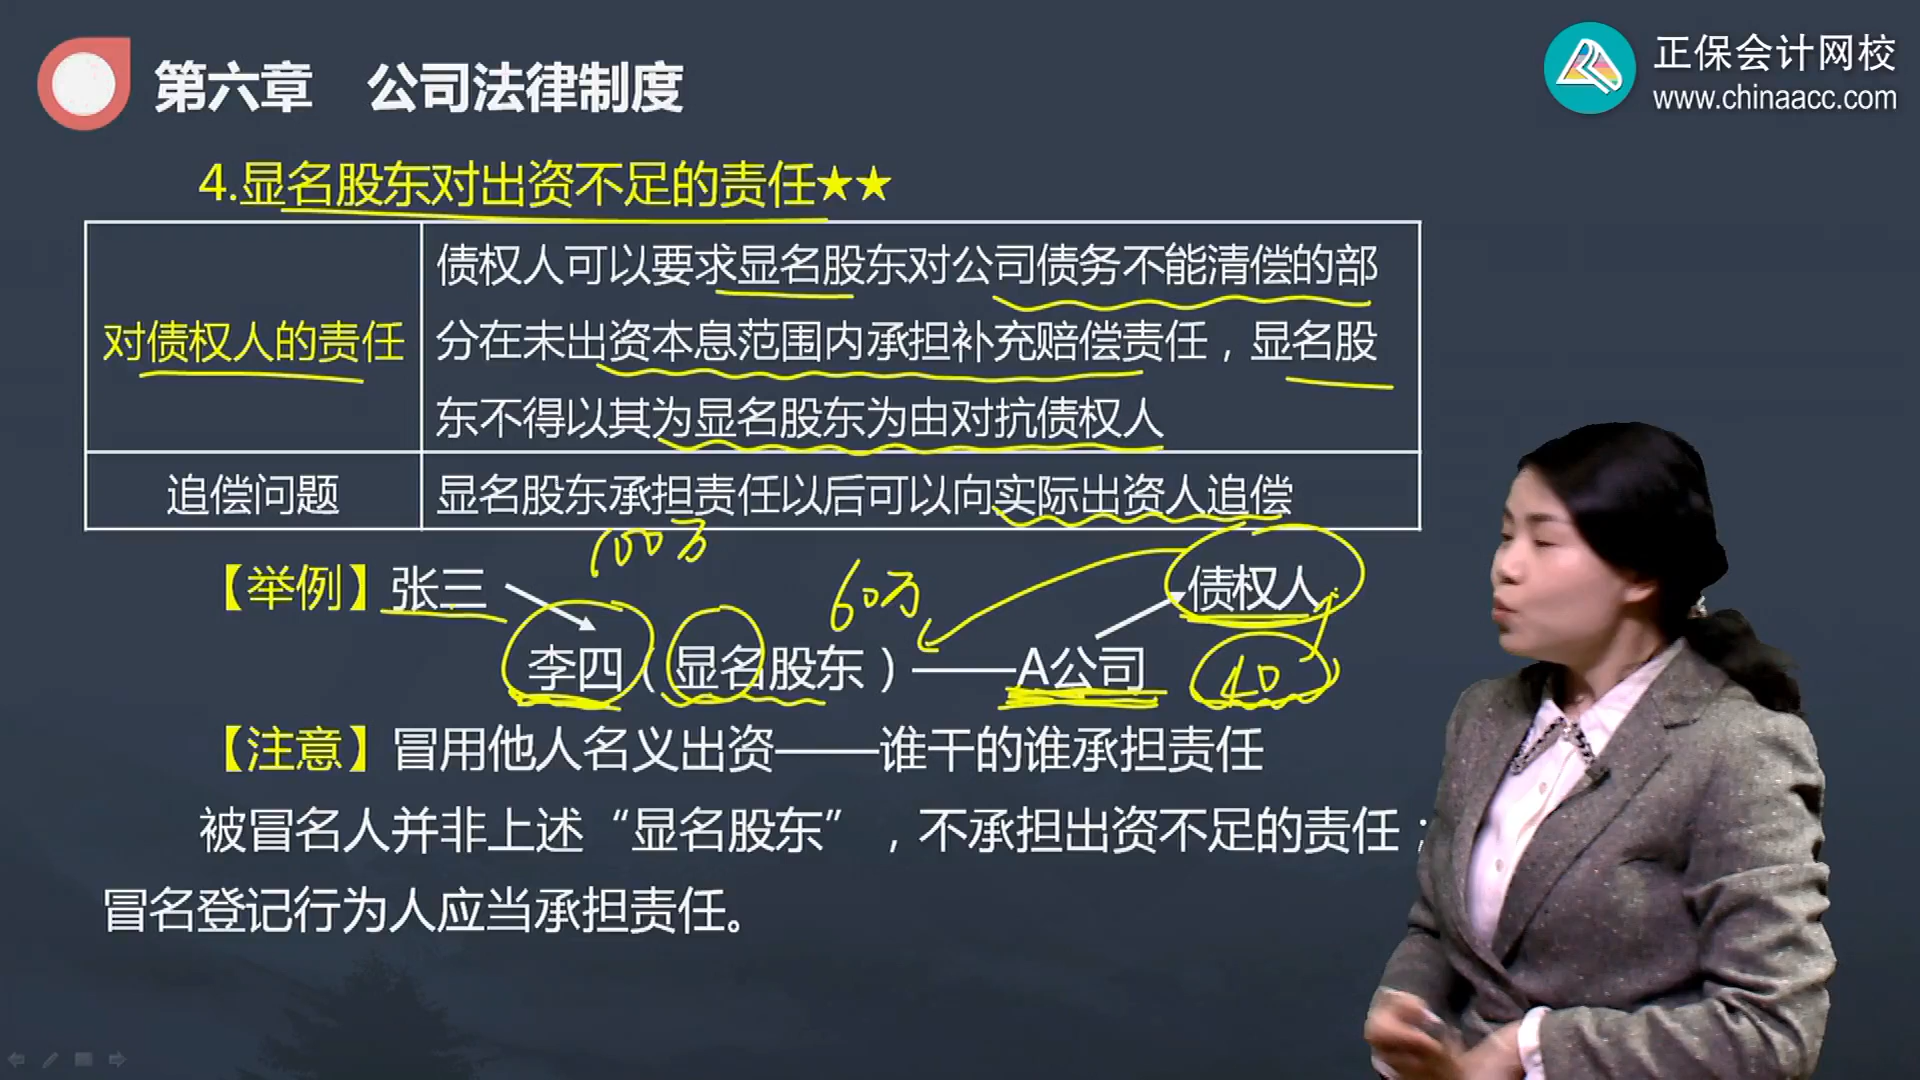 第六章 公司法律制度
正保会计网校
www.chinaacc.com
4.显名股东对出资不足的责任★★
对债权人的责任
债权人可以要求显名股东对公司债务不能清偿的部
分在未出资本息范围内承担补充赔偿责任，显名股
东不得以其为显名股东为由对抗债权人
追偿问题
显名股东承担责任以后可以向实际出资人追偿
100万
【举例】张三
60万
债权人
李四（显名股东）——A公司
40
【注意】冒用他人名义出资——谁干的谁承担责任
被冒名人并非上述“显名股东”，不承担出资不足的责任；
冒名登记行为人应当承担责任。